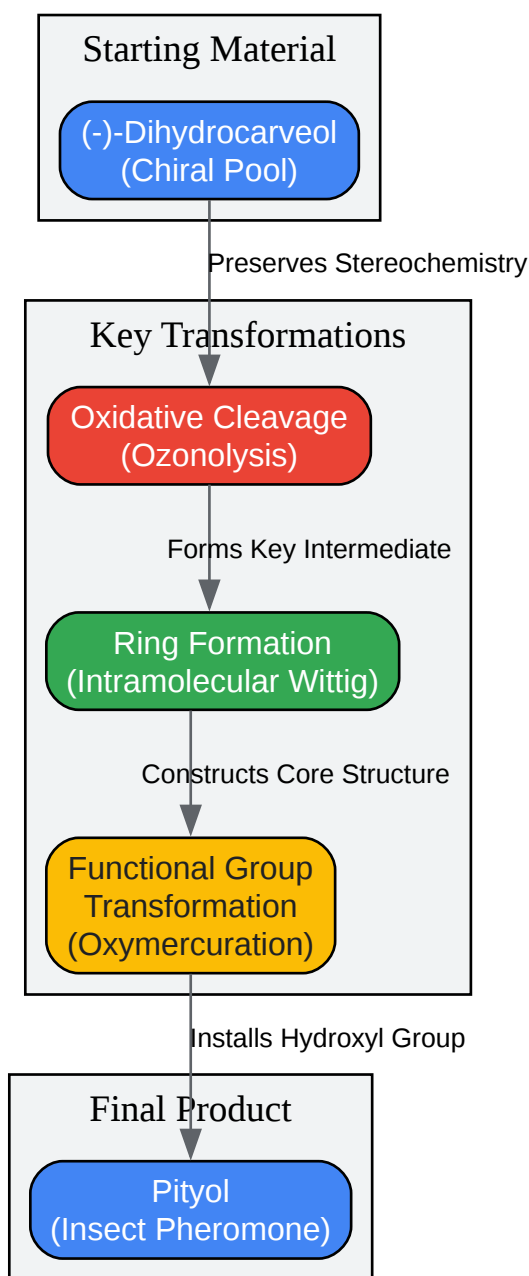 Starting Material
(-)-Dihydrocarveol
(Chiral Pool)
Preserves Stereochemistry
Key Transformations
Oxidative Cleavage
(Ozonolysis)
Forms Key Intermediate
Ring Formation
(Intramolecular Wittig)
Constructs Core Structure
Functional Group
Transformation
(Oxymercuration)
Installs Hydroxyl Group
Final Product
Pityol
(Insect Pheromone)